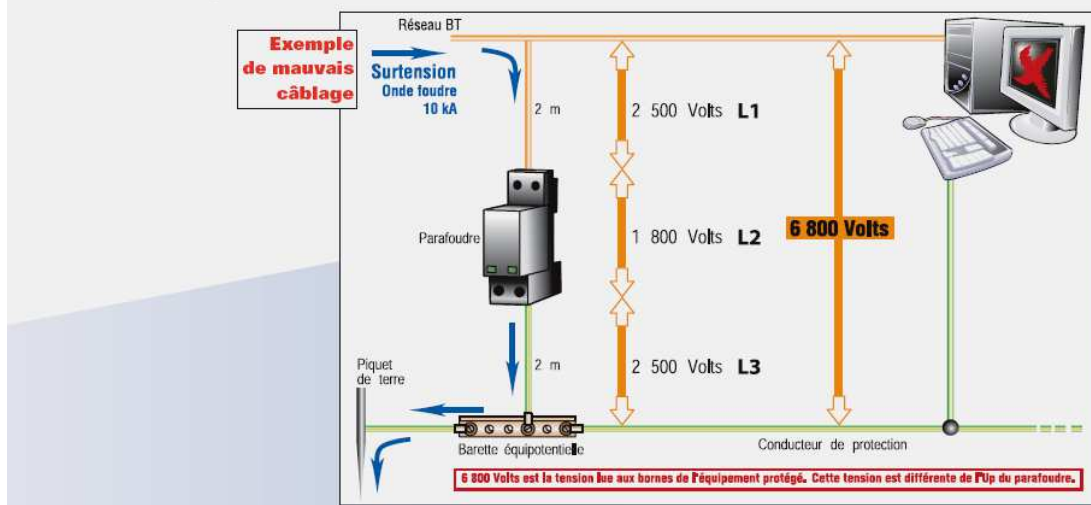 Réseau BT
Exemple
de mauvais
câblage
Surtension
Onde foudre
10 kA
2 m
2 500 Volts L1
Parafoudre
1 800 Volts L2
6 800 Volts
2 m
2 500 Volts L3
Piquet
de terre
Barette équipotentielle
Conducteur de protection
6 800 Volts est la tension lue aux bornes de l'équipement protégé. Cette tension est différente de l'Up du parafoudre.